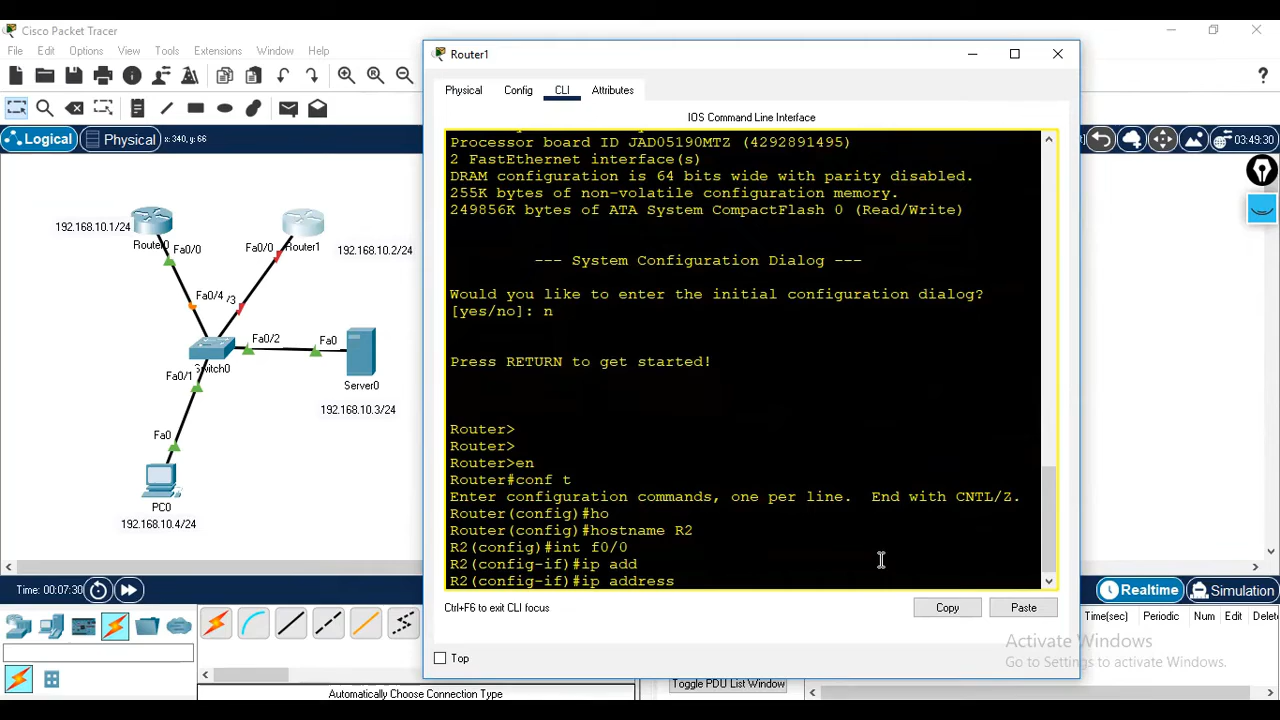 Cisco Packet Tracer
File Edit Options View Tools Extensions Window Help
Logical Physical x: 340, y: 66
03:49:30
192.168.10.1/24
Router0
Fa0/0
Fa0/0
Router1
192.168.10.2/24
Fa0/4
/3
Fa0/2
Fa0
Switch0
Fa0/1
Server0
192.168.10.3/24
Fa0
PC0
192.168.10.4/24
Router1
Physical Config CLI Attributes
IOS Command Line Interface
Processor board ID JAD05190MTZ (4292891495)
2 FastEthernet interface(s)
DRAM configuration is 64 bits wide with parity disabled.
255K bytes of non-volatile configuration memory.
249856K bytes of ATA System CompactFlash 0 (Read/Write)
--- System Configuration Dialog ---
Would you like to enter the initial configuration dialog?
[yes/no]: n
Press RETURN to get started!
Router>
Router>
Router>en
Router#conf t
Enter configuration commands, one per line.  End with CNTL/Z.
Router(config)#ho
Router(config)#hostname R2
R2(config)#int f0/0
R2(config-if)#ip add
R2(config-if)#ip address
Ctrl+F6 to exit CLI focus
Copy Paste
Top
Time: 00:07:30
Realtime Simulation
Time(sec) Periodic Num Edit Delete
Activate Windows
Go to Settings to activate Windows.
Automatically Choose Connection Type
Toggle PDU List Window